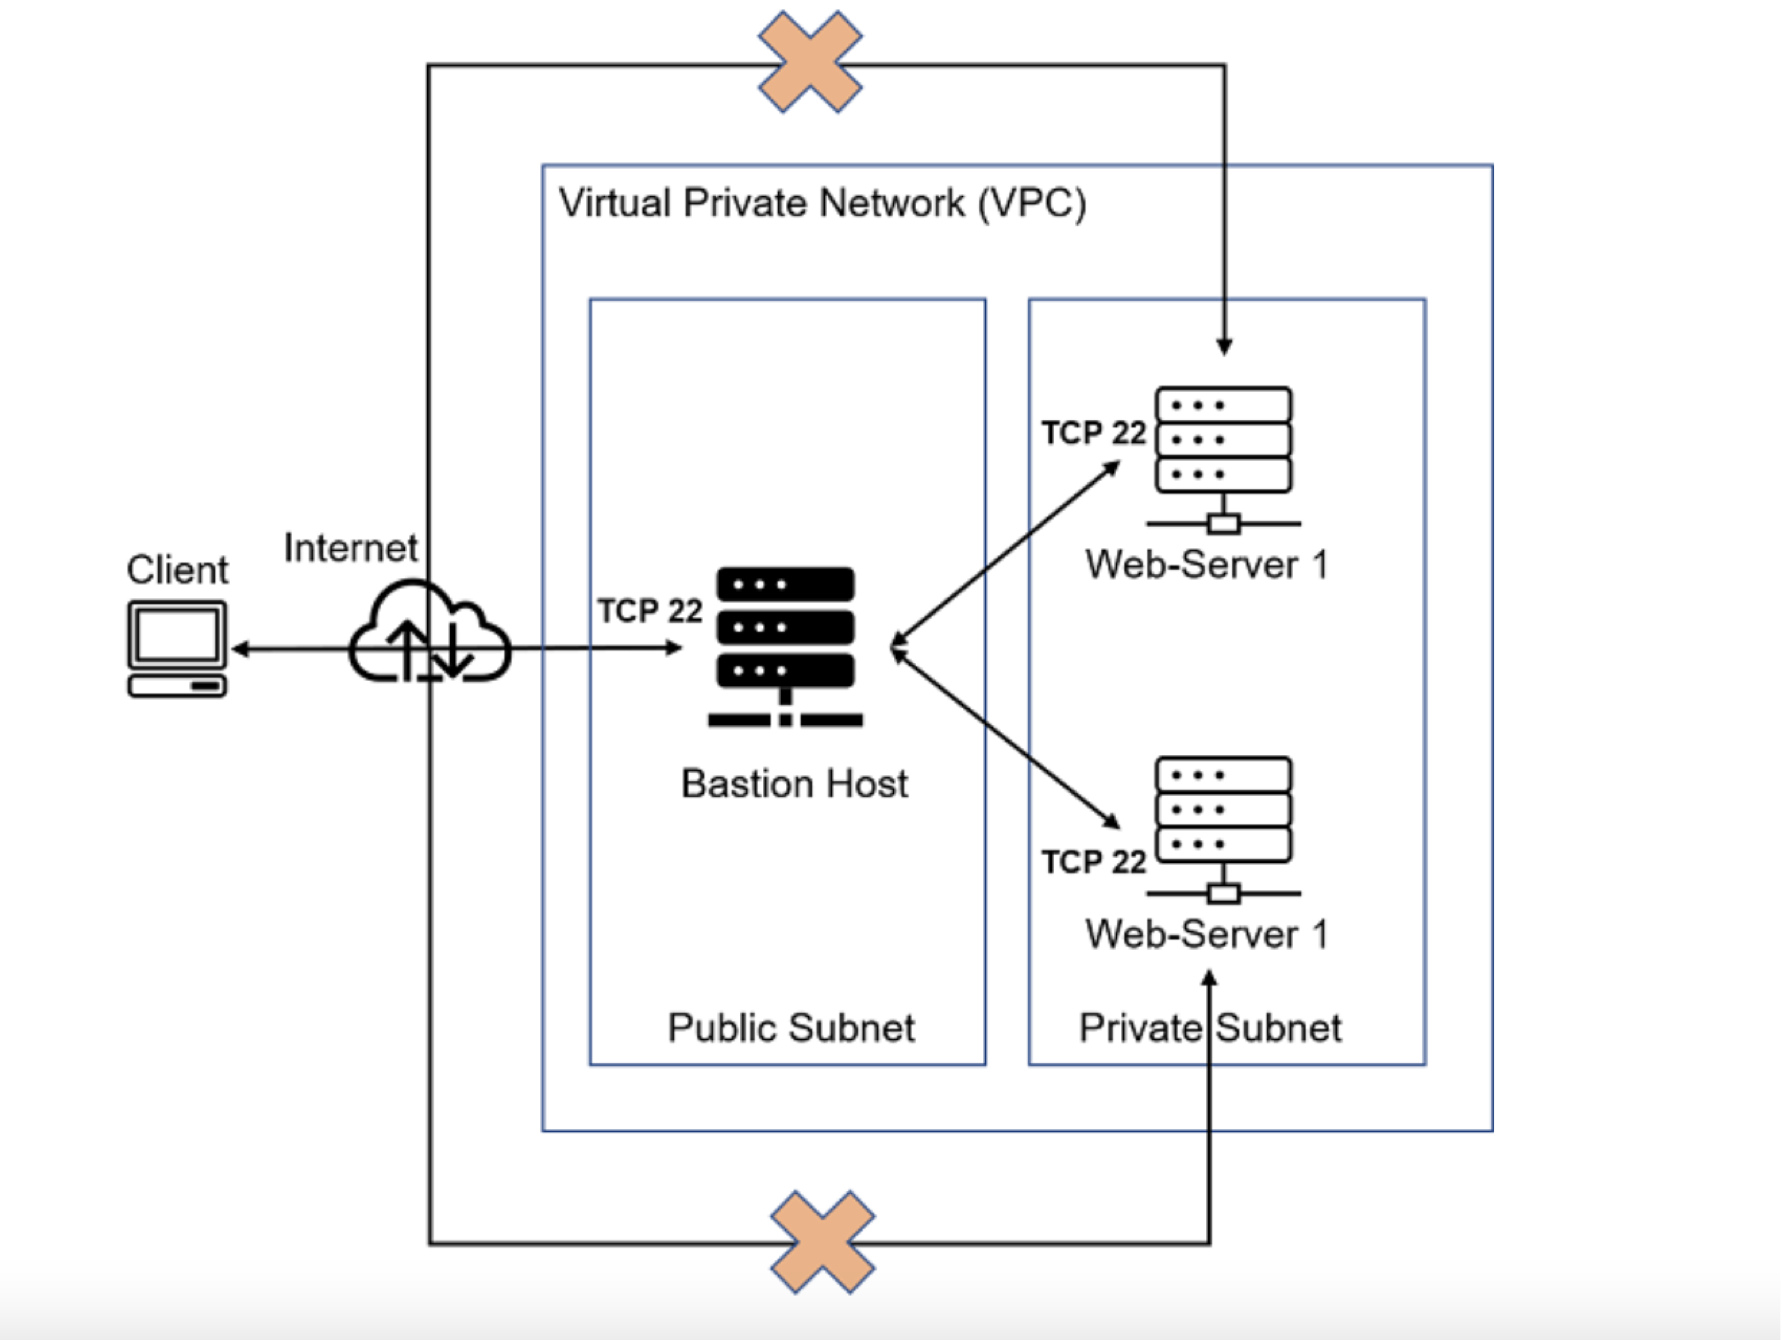 Virtual Private Network (VPC)
TCP 22
Internet
Client
Web-Server 1
TCP 22
Bastion Host
TCP 22
Web-Server 1
Public Subnet
Private Subnet